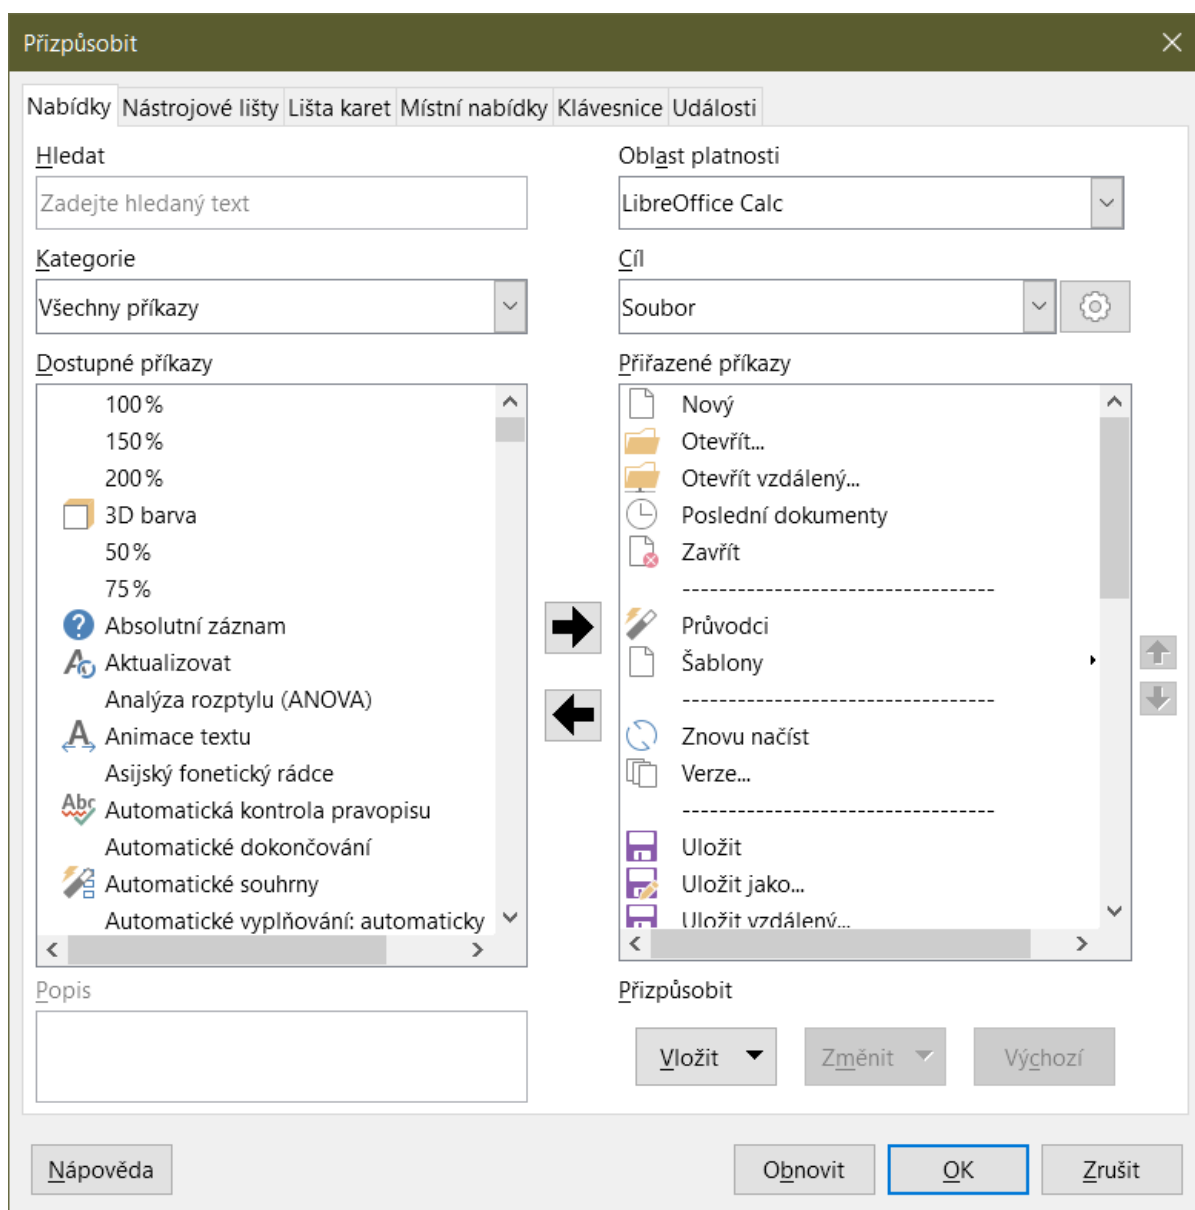 Přizpůsobit
Nabídky Nástrojové lišty Lišta karet Místní nabídky Klávesnice Události
Hledat
Zadejte hledaný text
Kategorie
Všechny příkazy
Dostupné příkazy
100 %
150 %
200 %
3D barva
50 %
75 %
Absolutní záznam
Aktualizovat
Analýza rozptylu (ANOVA)
Animace textu
Asijský fonetický rádce
Automatická kontrola pravopisu
Automatické dokončování
Automatické souhrny
Automatické vyplňování: automaticky
Popis
Oblast platnosti
LibreOffice Calc
Cíl
Soubor
Přiřazené příkazy
Nový
Otevřít...
Otevřít vzdálený...
Poslední dokumenty
Zavřít
----------------------------------
Průvodci
Šablony
----------------------------------
Znovu načíst
Verze...
----------------------------------
Uložit
Uložit jako...
Uložit vzdálený...
Přizpůsobit
Vložit Změnit Výchozí
Nápověda Obnovit OK Zrušit